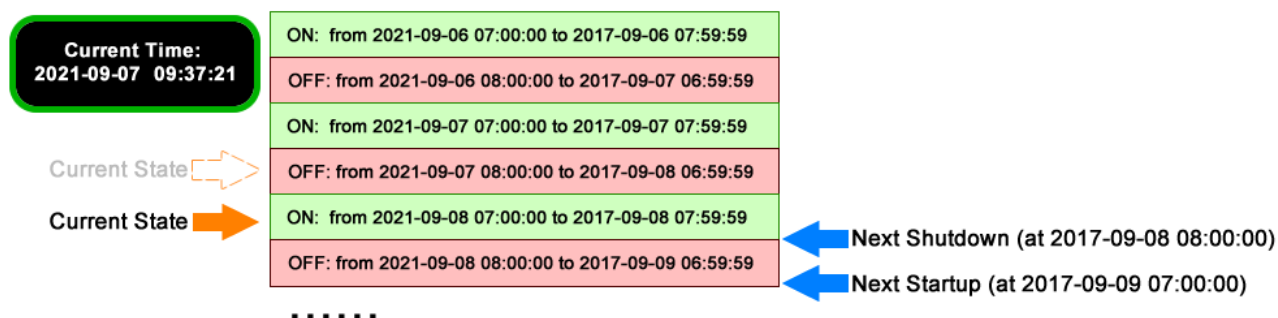 Current Time:
2021-09-07 09:37:21
ON: from 2021-09-06 07:00:00 to 2017-09-06 07:59:59
OFF: from 2021-09-06 08:00:00 to 2017-09-07 06:59:59
ON: from 2021-09-07 07:00:00 to 2017-09-07 07:59:59
Current State
OFF: from 2021-09-07 08:00:00 to 2017-09-08 06:59:59
Current State
ON: from 2021-09-08 07:00:00 to 2017-09-08 07:59:59
Next Shutdown (at 2017-09-08 08:00:00)
OFF: from 2021-09-08 08:00:00 to 2017-09-09 06:59:59
Next Startup (at 2017-09-09 07:00:00)
......